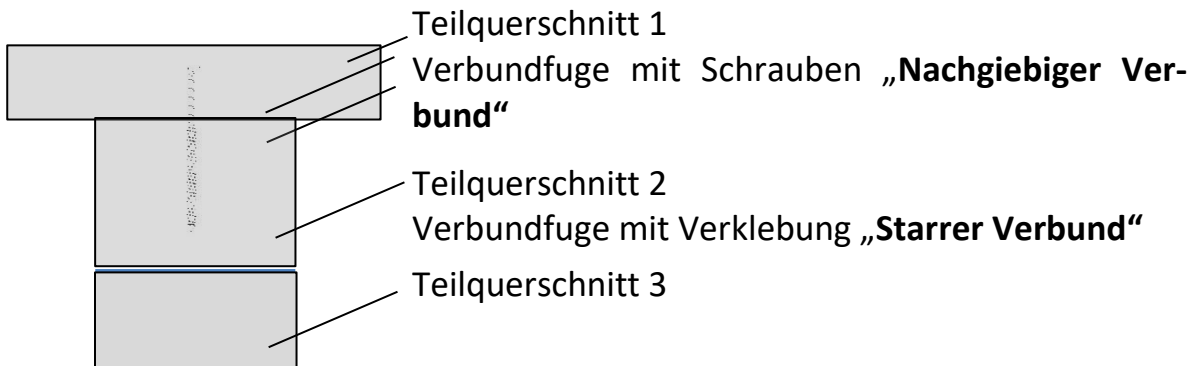 Teilquerschnitt 1
Verbundfuge mit Schrauben „Nachgiebiger Ver-
bund“
Teilquerschnitt 2
Verbundfuge mit Verklebung „Starrer Verbund“
Teilquerschnitt 3